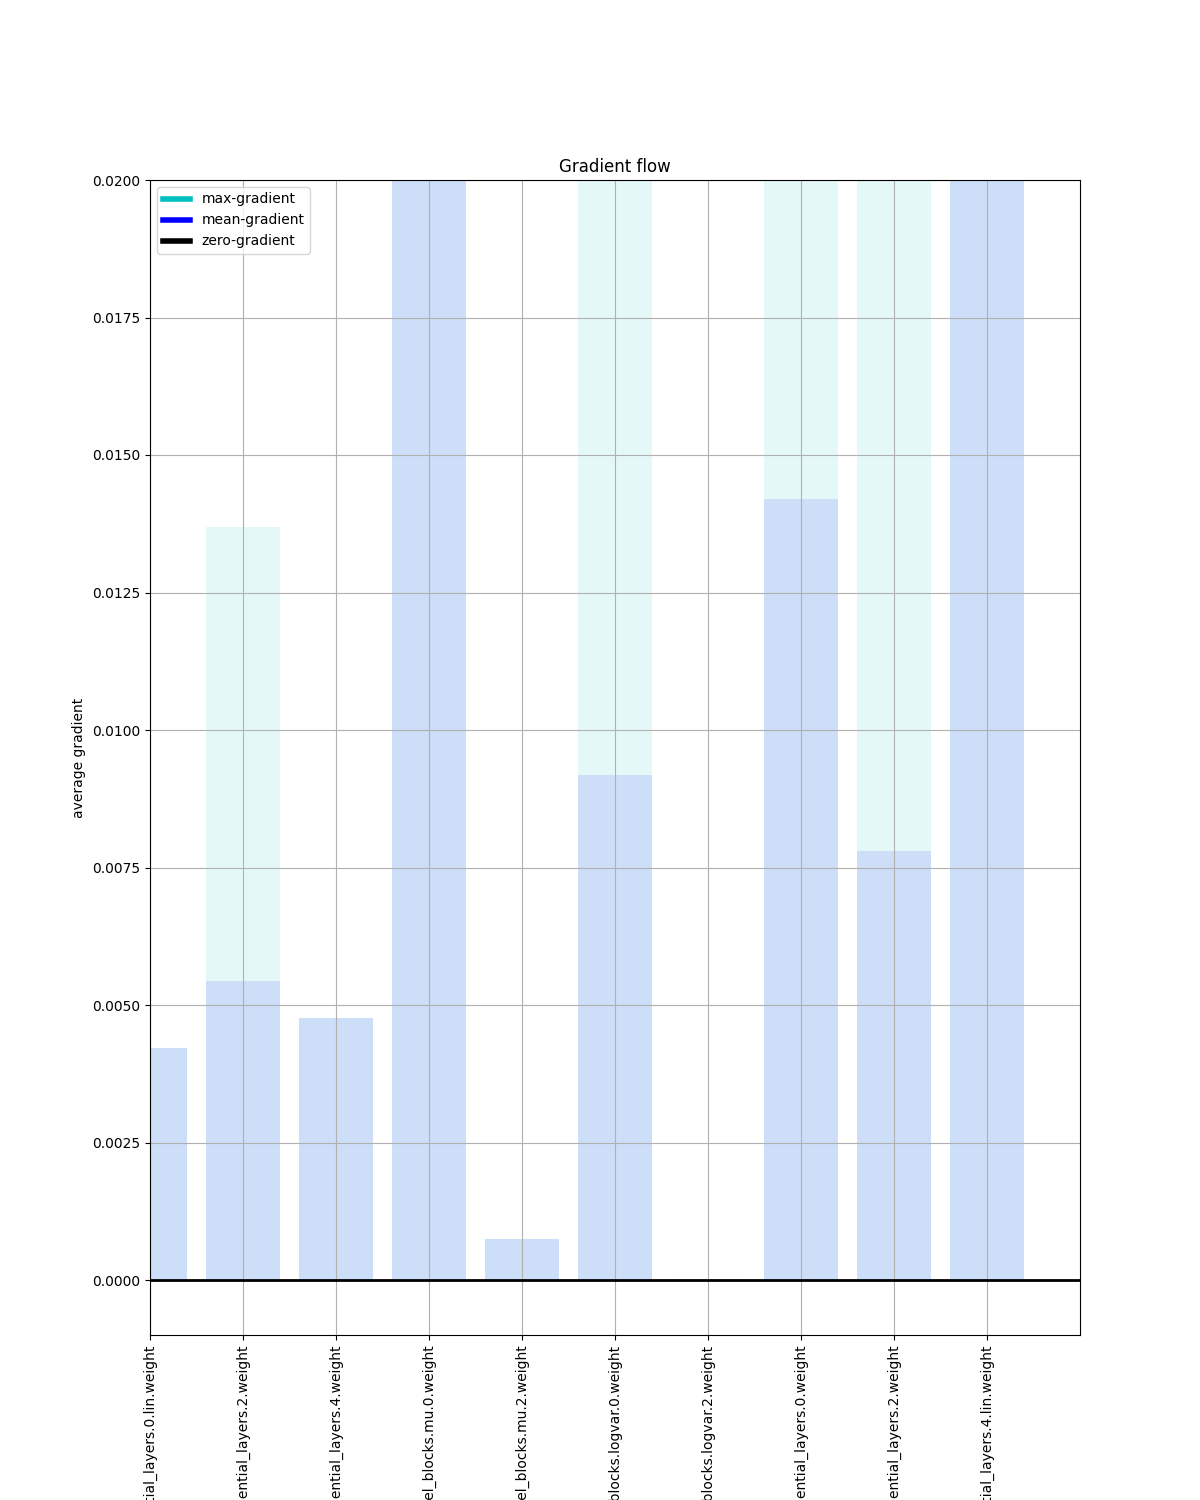 Gradient flow
max-gradient
mean-gradient
zero-gradient
0.0200
0.0175
0.0150
0.0125
0.0100
0.0075
0.0050
0.0025
0.0000
average gradient
tial_layers.0.lin.weight
ential_layers.2.weight
ential_layers.4.weight
el_blocks.mu.0.weight
el_blocks.mu.2.weight
blocks.logvar.0.weight
blocks.logvar.2.weight
ential_layers.0.weight
ential_layers.2.weight
tial_layers.4.lin.weight